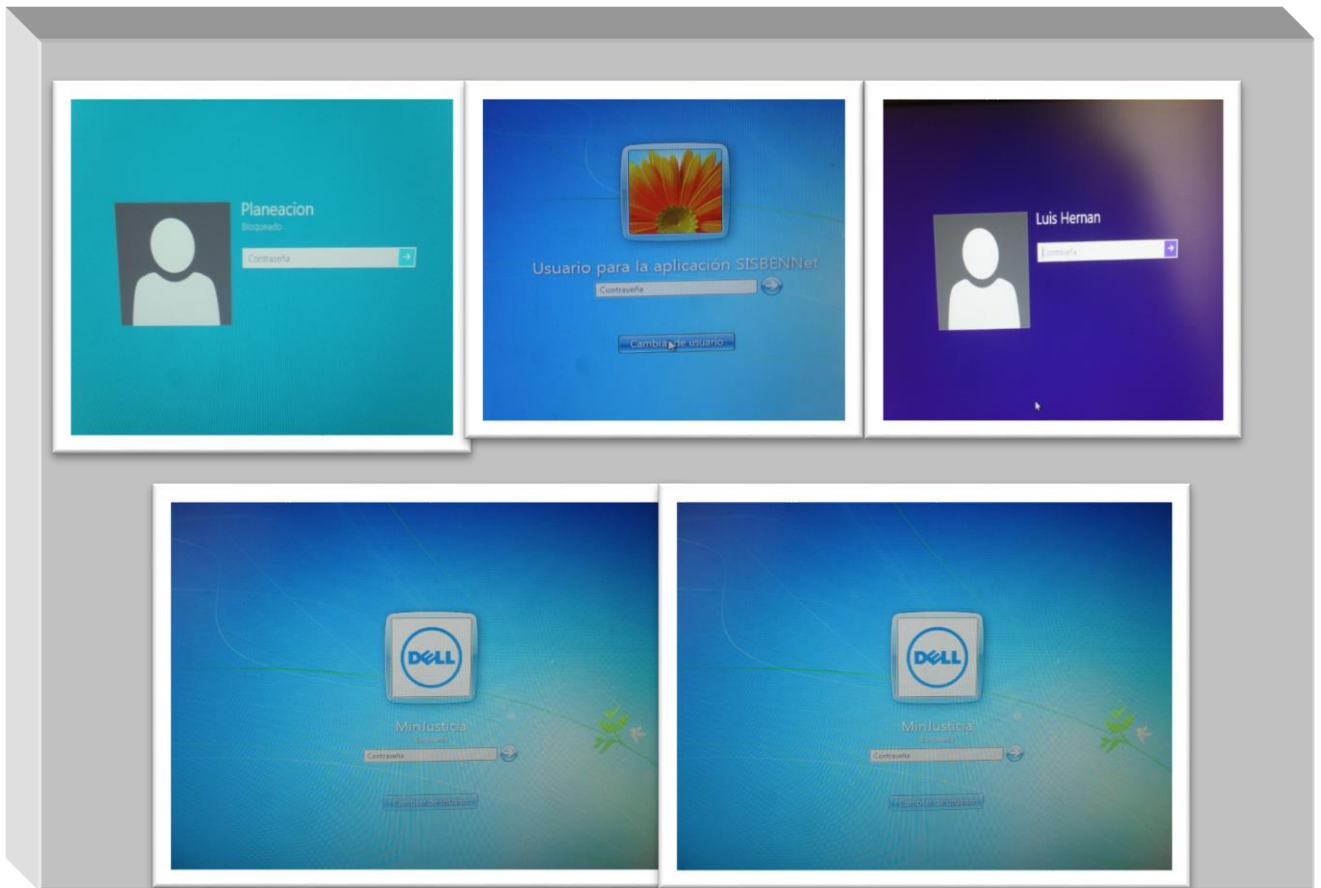 Planeacion
Bloqueado
Contraseña
Usuario para la aplicación SISBENNet
Contraseña
Cambiar de usuario
Luis Hernan
Contraseña
DELL
MinJusticia
Contraseña
DELL
MinJusticia
Contraseña